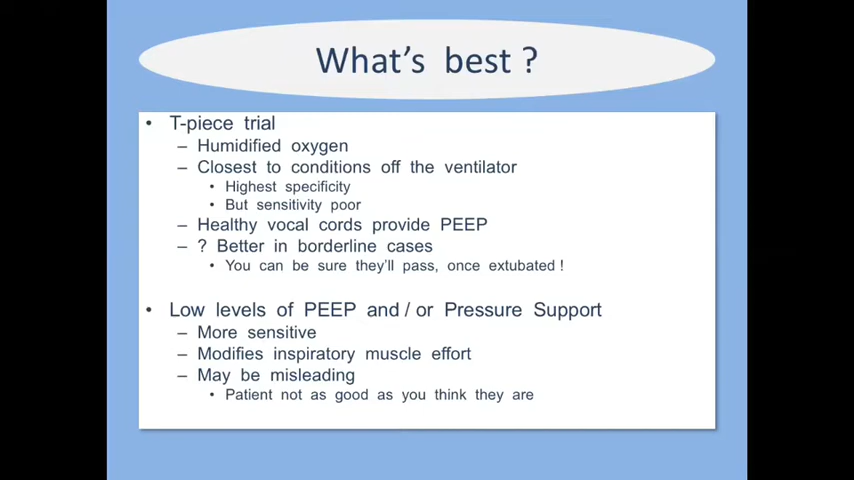 What's best ?
• T-piece trial
– Humidified oxygen
– Closest to conditions off the ventilator
• Highest specificity
• But sensitivity poor
– Healthy vocal cords provide PEEP
– ? Better in borderline cases
• You can be sure they'll pass, once extubated !
• Low levels of PEEP and / or Pressure Support
– More sensitive
– Modifies inspiratory muscle effort
– May be misleading
• Patient not as good as you think they are